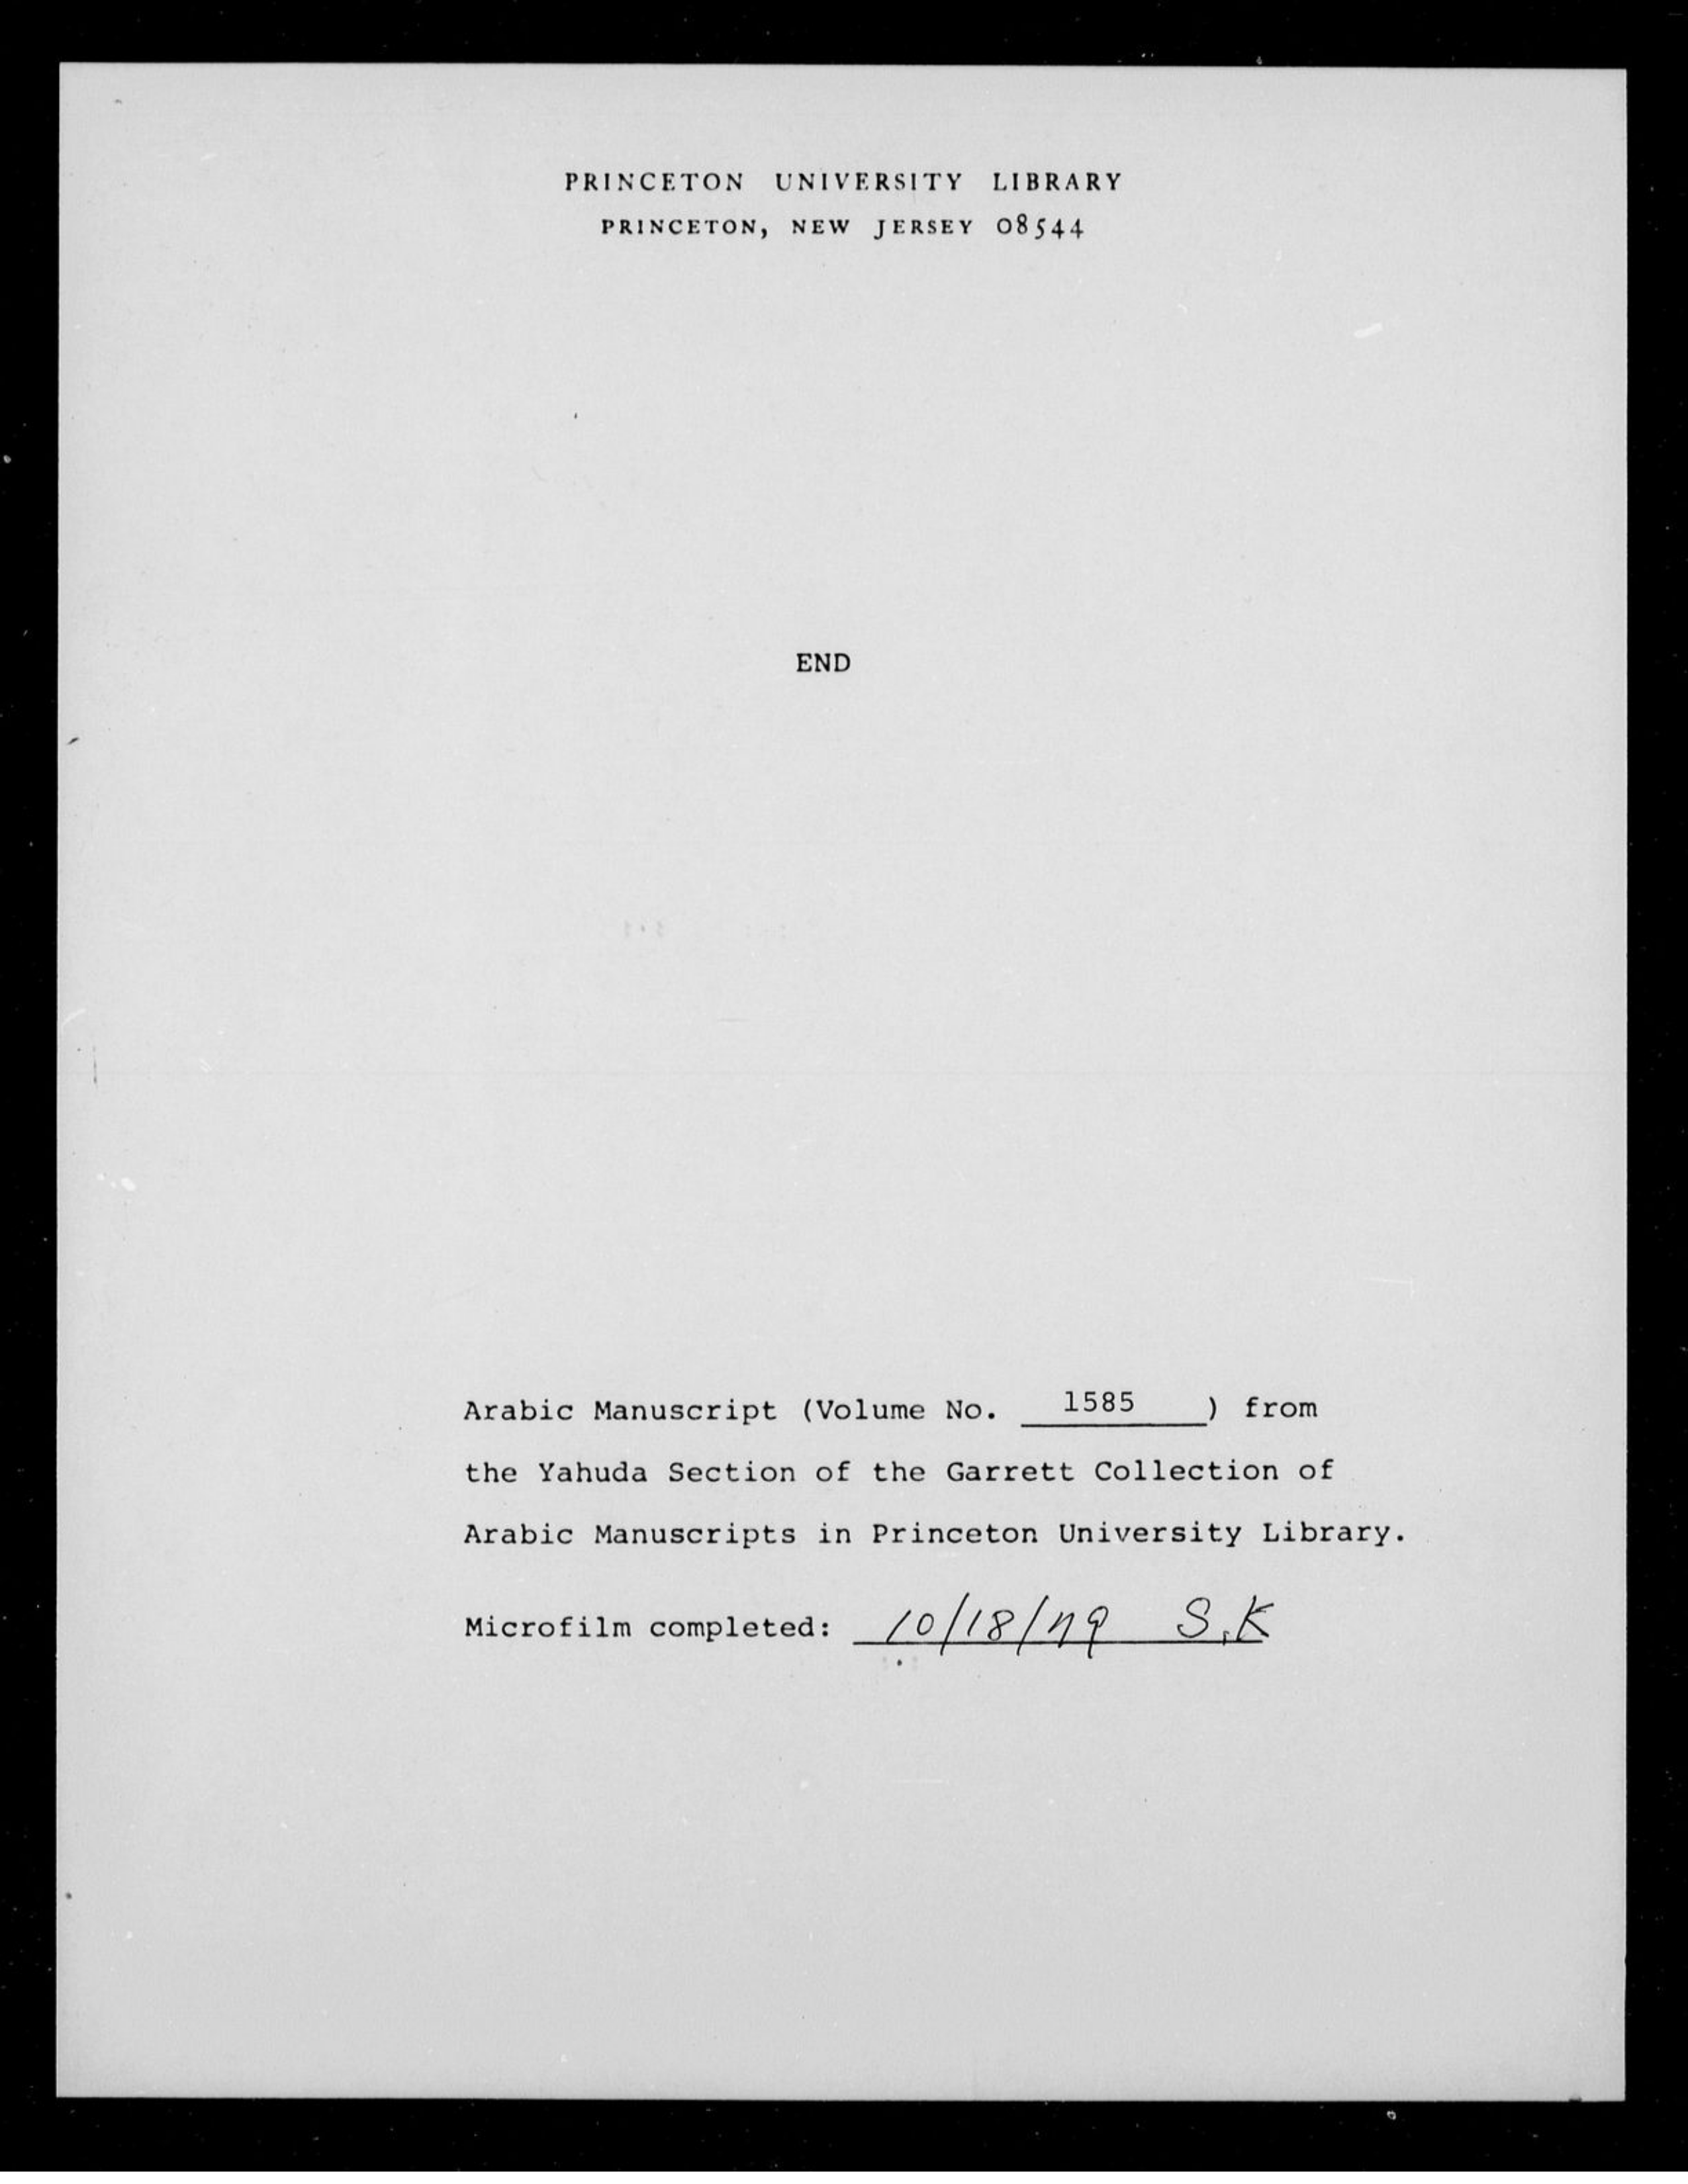 PRINCETON UNIVERSITY LIBRARY
PRINCETON, NEW JERSEY 08544
END
Arabic Manuscript (Volume No. 1585 ) from
the Yahuda Section of the Garrett Collection of
Arabic Manuscripts in Princeton University Library.
Microfilm completed: 10/18/79 S.K